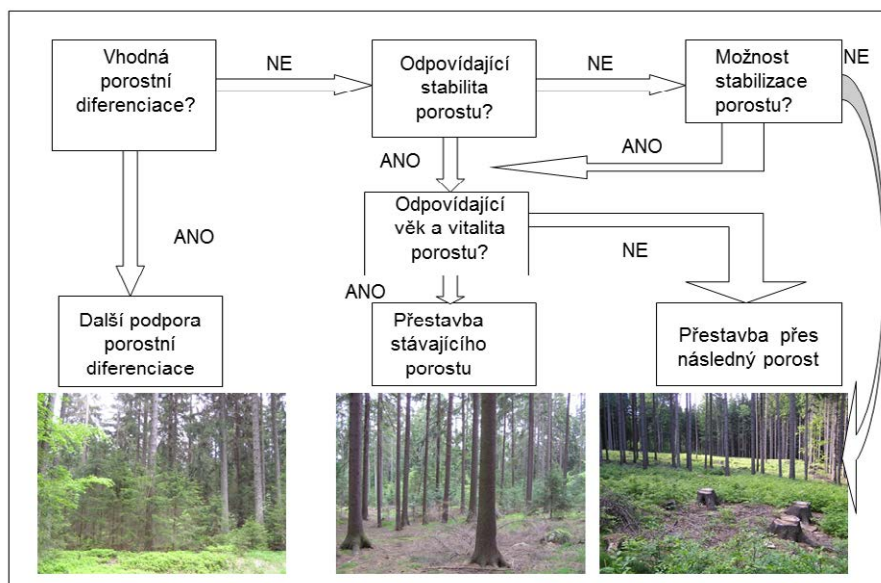 Vhodná
porostní
diferenciace?
NE
Odpovídající
stabilita
porostu?
NE
Možnost
stabilizace
porostu?
NE
ANO
ANO
Odpovídající
věk a vitalita
porostu?
ANO
NE
ANO
Další podpora
porostní
diferenciace
Přestavba
stávajícího
porostu
Přestavba přes
následný porost